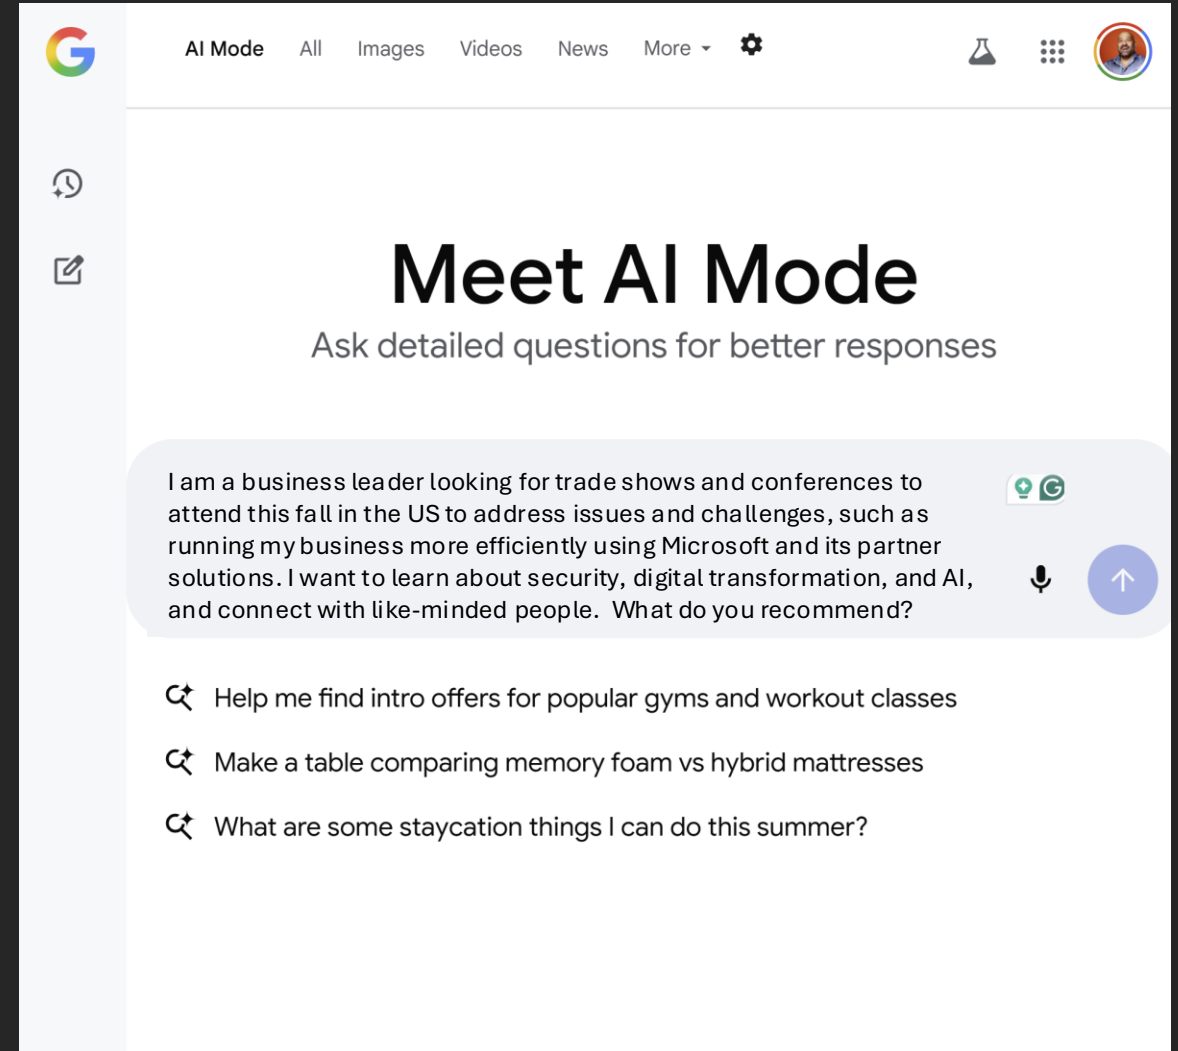 AI Mode All Images Videos News More
Meet AI Mode
Ask detailed questions for better responses
I am a business leader looking for trade shows and conferences to
attend this fall in the US to address issues and challenges, such as
running my business more efficiently using Microsoft and its partner
solutions. I want to learn about security, digital transformation, and AI,
and connect with like-minded people.  What do you recommend?
Help me find intro offers for popular gyms and workout classes
Make a table comparing memory foam vs hybrid mattresses
What are some staycation things I can do this summer?